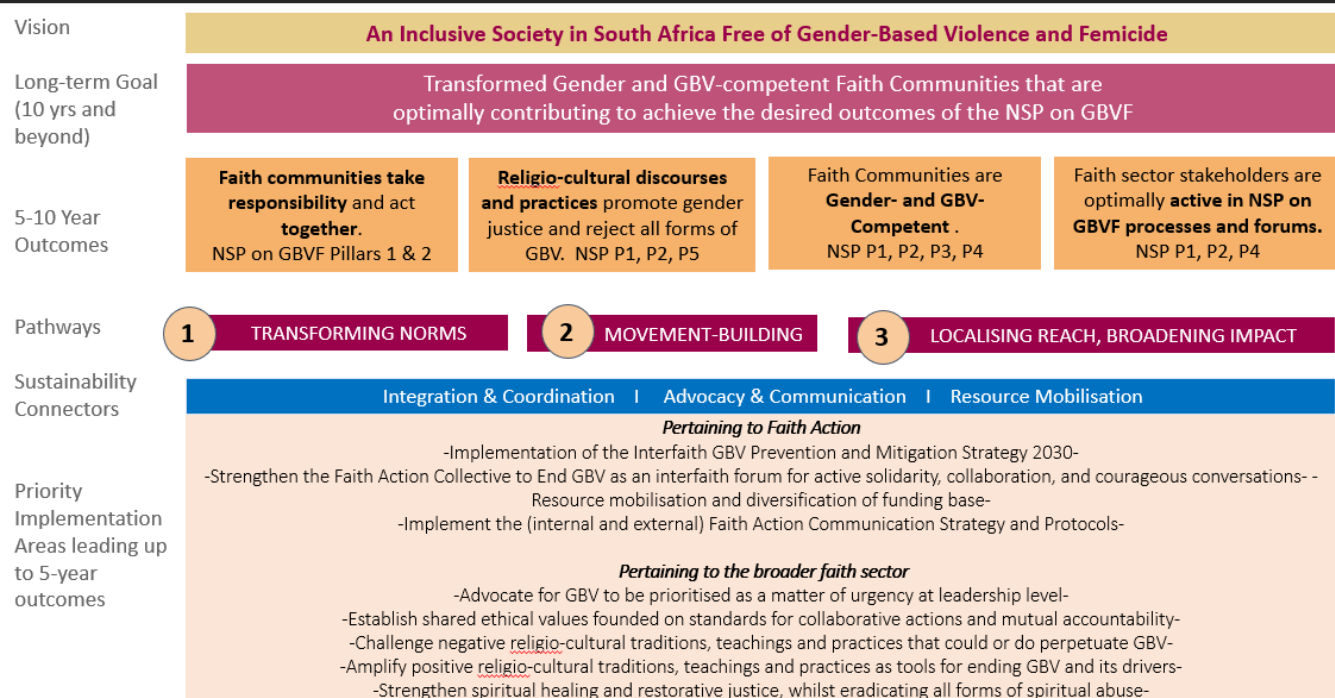 Vision
An Inclusive Society in South Africa Free of Gender-Based Violence and Femicide
Long-term Goal
(10 yrs and
beyond)
Transformed Gender and GBV-competent Faith Communities that are
optimally contributing to achieve the desired outcomes of the NSP on GBVF
5-10 Year
Outcomes
Faith communities take
responsibility and act
together.
NSP on GBVF Pillars 1 & 2
Religio-cultural discourses
and practices promote gender
justice and reject all forms of
GBV. NSP P1, P2, P5
Faith Communities are
Gender- and GBV-
Competent .
NSP P1, P2, P3, P4
Faith sector stakeholders are
optimally active in NSP on
GBVF processes and forums.
NSP P1, P2, P4
Pathways
1 TRANSFORMING NORMS
2 MOVEMENT-BUILDING
3 LOCALISING REACH, BROADENING IMPACT
Sustainability
Connectors
Integration & Coordination I Advocacy & Communication I Resource Mobilisation
Priority
Implementation
Areas leading up
to 5-year
outcomes
Pertaining to Faith Action
-Implementation of the Interfaith GBV Prevention and Mitigation Strategy 2030-
-Strengthen the Faith Action Collective to End GBV as an interfaith forum for active solidarity, collaboration, and courageous conversations- -
Resource mobilisation and diversification of funding base-
-Implement the (internal and external) Faith Action Communication Strategy and Protocols-
Pertaining to the broader faith sector
-Advocate for GBV to be prioritised as a matter of urgency at leadership level-
-Establish shared ethical values founded on standards for collaborative actions and mutual accountability-
-Challenge negative religio-cultural traditions, teachings and practices that could or do perpetuate GBV-
-Amplify positive religio-cultural traditions, teachings and practices as tools for ending GBV and its drivers-
-Strengthen spiritual healing and restorative justice, whilst eradicating all forms of spiritual abuse-